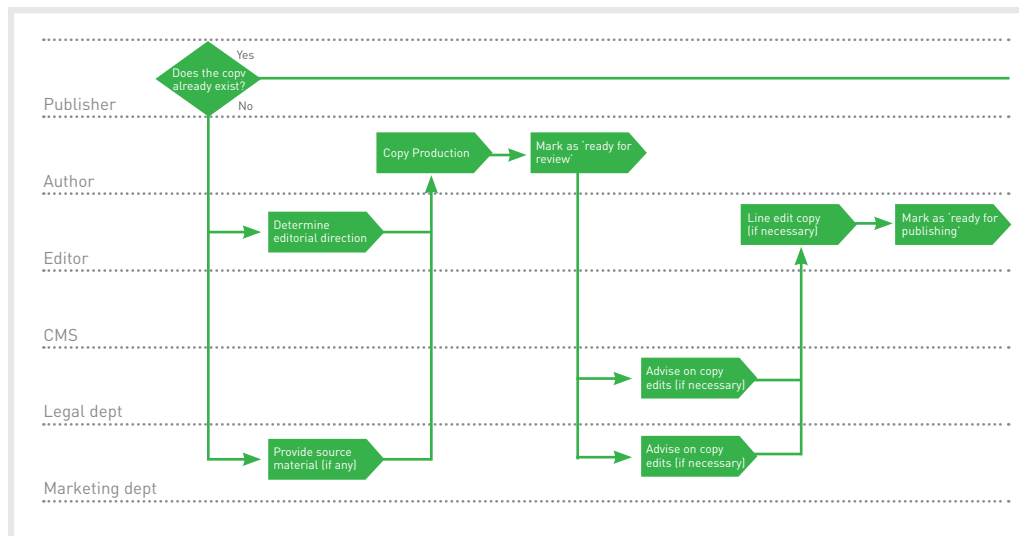 Yes
Does the copv
already exist?
No
Publisher
Copy Production
Mark as ‘ready for
review’
Author
Determine
editorial direction
Line edit copy
(if necessary)
Mark as ‘ready for
publishing’
Editor
CMS
Advise on copy
edits (if necessary)
Legal dept
Provide source
material (if any)
Advise on copy
edits (if necessary)
Marketing dept